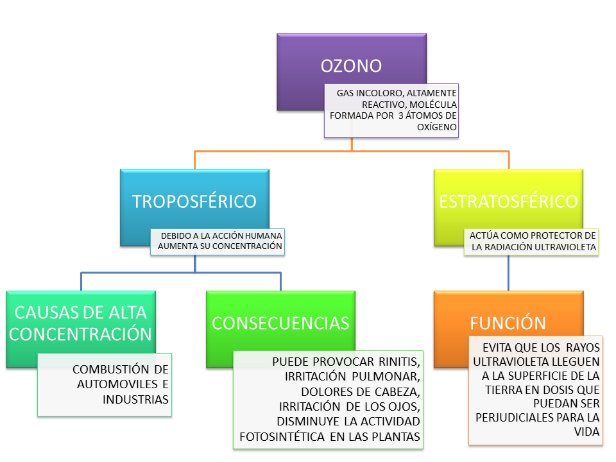 OZONO
GAS INCOLORO, ALTAMENTE
REACTIVO, MOLÉCULA
FORMADA POR 3 ÁTOMOS DE
OXÍGENO
TROPOSFÉRICO
DEBIDO A LA ACCIÓN HUMANA
AUMENTA SU CONCENTRACIÓN
ESTRATOSFÉRICO
ACTÚA COMO PROTECTOR DE
LA RADIACIÓN ULTRAVIOLETA
CAUSAS DE ALTA
CONCENTRACIÓN
COMBUSTIÓN DE
AUTOMOVILES E
INDUSTRIAS
CONSECUENCIAS
PUEDE PROVOCAR RINITIS,
IRRITACIÓN PULMONAR,
DOLORES DE CABEZA,
IRRITACIÓN DE LOS OJOS,
DISMINUYE LA ACTIVIDAD
FOTOSINTÉTICA EN LAS PLANTAS
FUNCIÓN
EVITA QUE LOS RAYOS
ULTRAVIOLETA LLEGUEN
A LA SUPERFICIE DE LA
TIERRA EN DOSIS QUE
PUEDAN SER
PERJUDICIALES PARA LA
VIDA